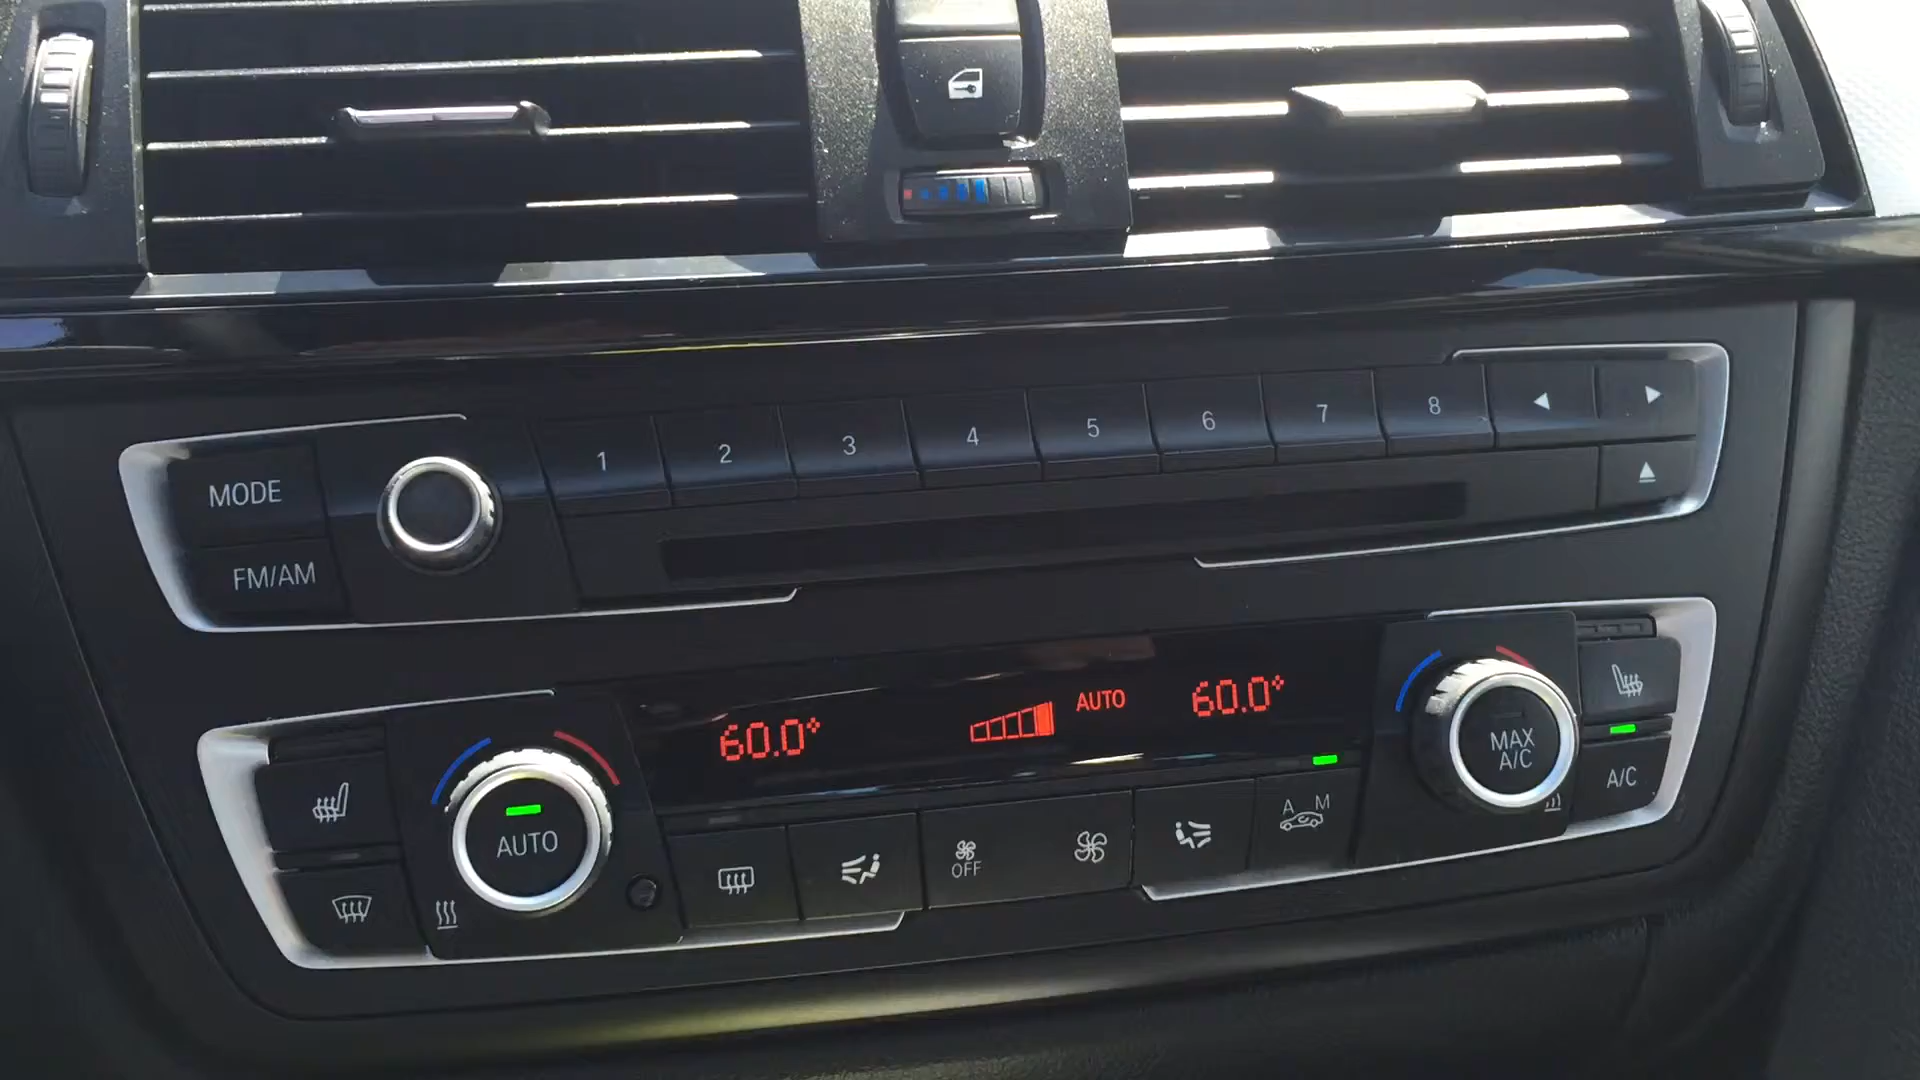 MODE
1 2 3 4 5 6 7 8
FM/AM
60.0° AUTO 60.0°
MAX
A/C
AUTO
OFF
A M
A/C